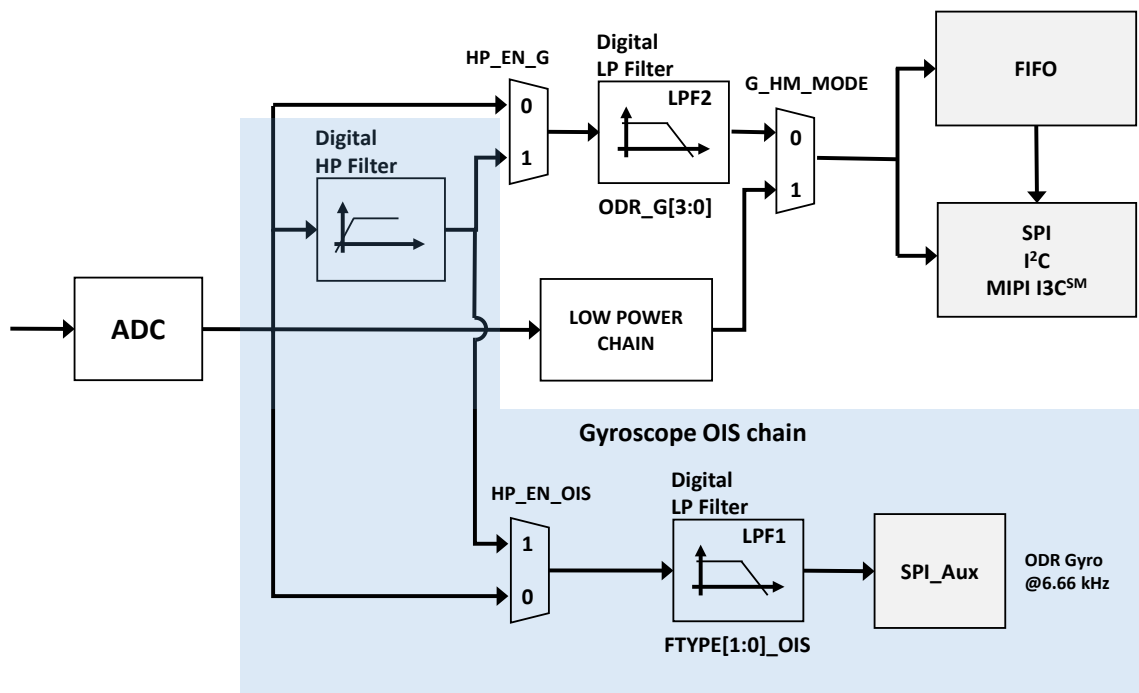 HP_EN_G
0
1
Digital
LP Filter
LPF2
ODR_G[3:0]
G_HM_MODE
0
1
FIFO
SPI
I²C
MIPI I3Cˢᴹ
Digital
HP Filter
ADC
LOW POWER
CHAIN
Gyroscope OIS chain
HP_EN_OIS
1
0
Digital
LP Filter
LPF1
FTYPE[1:0]_OIS
SPI_Aux
ODR Gyro
@6.66 kHz